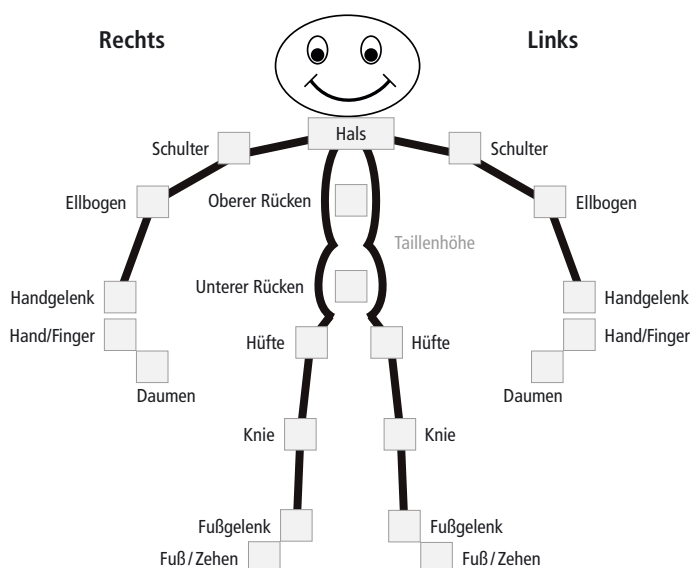 Rechts
Links
Hals
Schulter
Schulter
Ellbogen
Oberer Rücken
Ellbogen
Taillenhöhe
Unterer Rücken
Handgelenk
Handgelenk
Hand/Finger
Hand/Finger
Hüfte
Hüfte
Daumen
Daumen
Knie
Knie
Fußgelenk
Fußgelenk
Fuß/Zehen
Fuß/Zehen